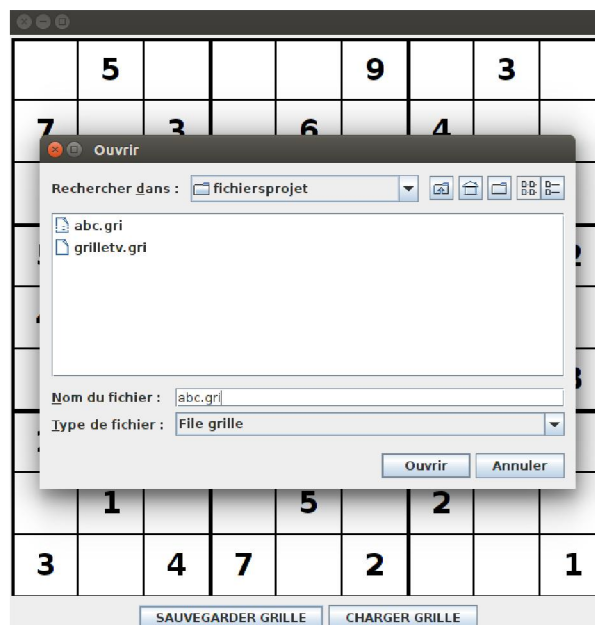 5 9 3
7 3 6 4
Ouvrir
Rechercher dans : fichiersprojet
abc.gri
grilletv.gri
Nom du fichier : abc.gri
Type de fichier : File grille
Ouvrir Annuler
1 5 2
3 4 7 2 1
SAUVEGARDER GRILLE CHARGER GRILLE